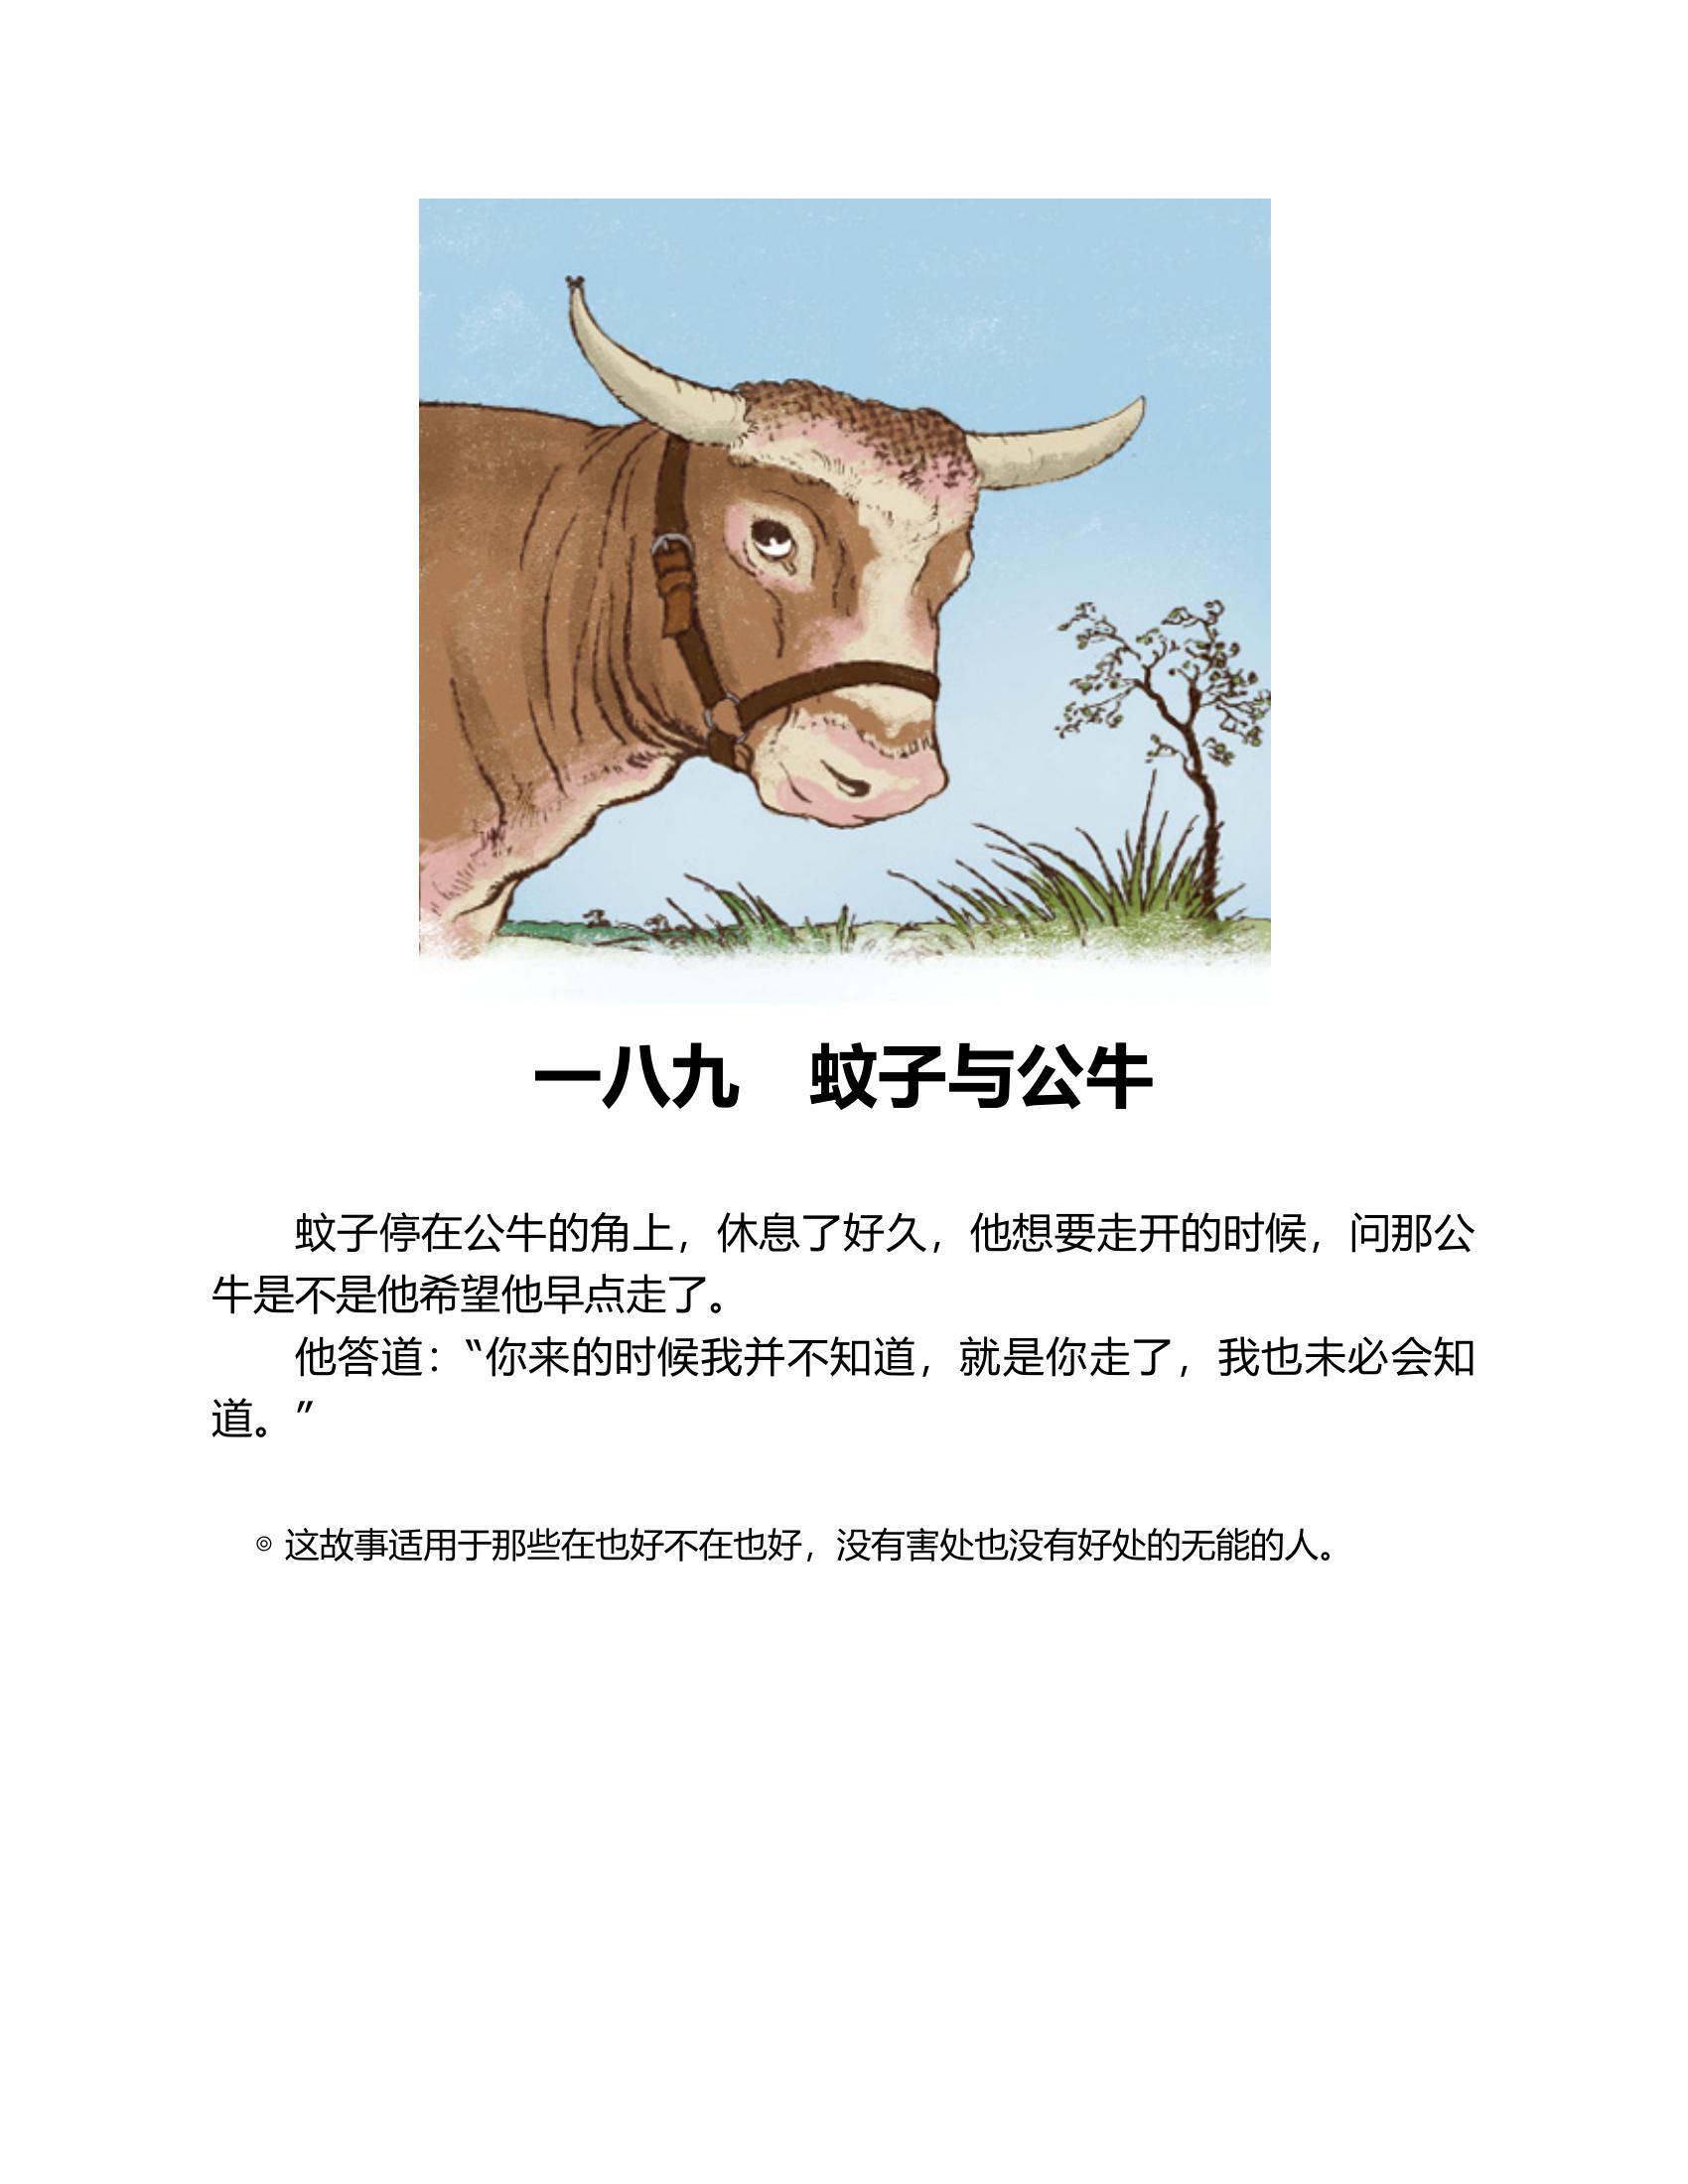 一八九　蚊子与公牛
蚊子停在公牛的角上，休息了好久，他想要走开的时候，问那公
牛是不是他希望他早点走了。
他答道：“你来的时候我并不知道，就是你走了，我也未必会知
道。”
◎ 这故事适用于那些在也好不在也好，没有害处也没有好处的无能的人。